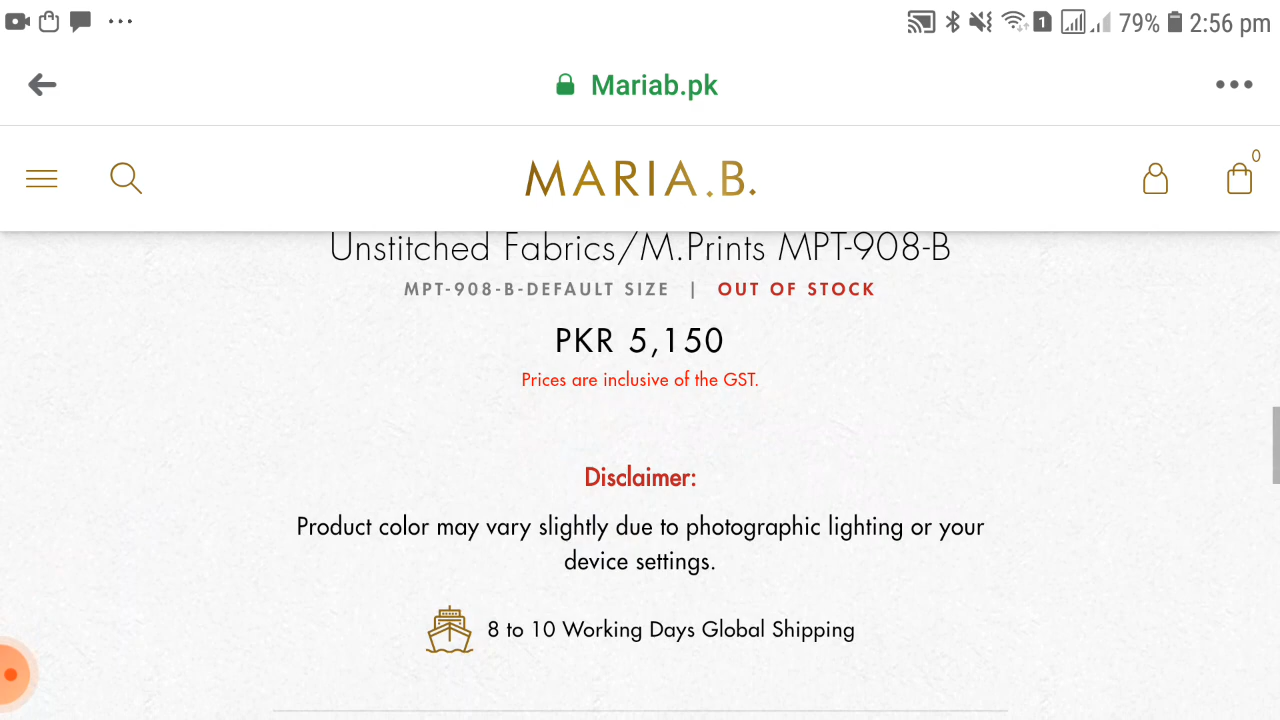 1 79% 2:56 pm
Mariab.pk
MARIA.B.
0
Unstitched Fabrics/M.Prints MPT-908-B
MPT-908-B-DEFAULT SIZE | OUT OF STOCK
PKR 5,150
Prices are inclusive of the GST.
Disclaimer:
Product color may vary slightly due to photographic lighting or your
device settings.
8 to 10 Working Days Global Shipping